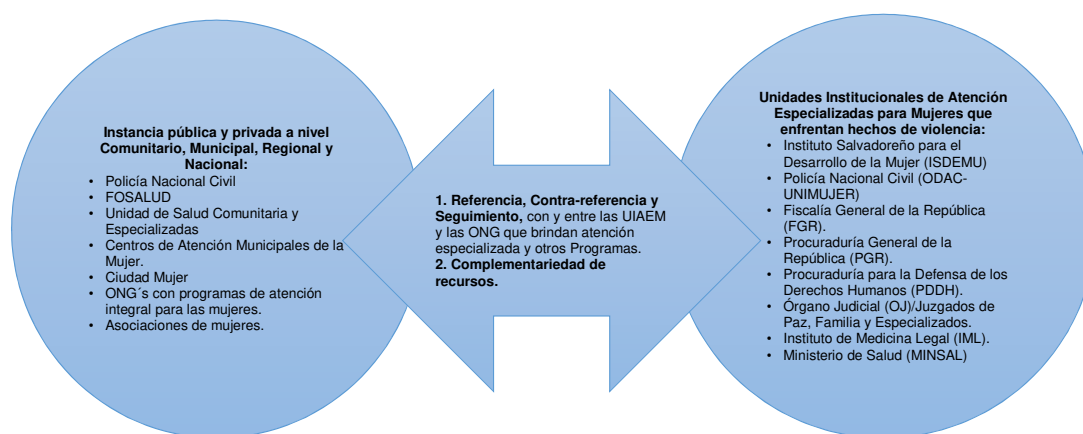 Instancia pública y privada a nivel
Comunitario, Municipal, Regional y
Nacional:
• Policía Nacional Civil
• FOSALUD
• Unidad de Salud Comunitaria y
Especializadas
• Centros de Atención Municipales de la
Mujer.
• Ciudad Mujer
• ONG´s con programas de atención
integral para las mujeres.
• Asociaciones de mujeres.
1. Referencia, Contra-referencia y
Seguimiento, con y entre las UIAEM
y las ONG que brindan atención
especializada y otros Programas.
2. Complementariedad de
recursos.
Unidades Institucionales de Atención
Especializadas para Mujeres que
enfrentan hechos de violencia:
• Instituto Salvadoreño para el
Desarrollo de la Mujer (ISDEMU)
• Policía Nacional Civil (ODAC-
UNIMUJER)
• Fiscalía General de la República
(FGR).
• Procuraduría General de la
República (PGR).
• Procuraduría para la Defensa de los
Derechos Humanos (PDDH).
• Órgano Judicial (OJ)/Juzgados de
Paz, Familia y Especializados.
• Instituto de Medicina Legal (IML).
• Ministerio de Salud (MINSAL)